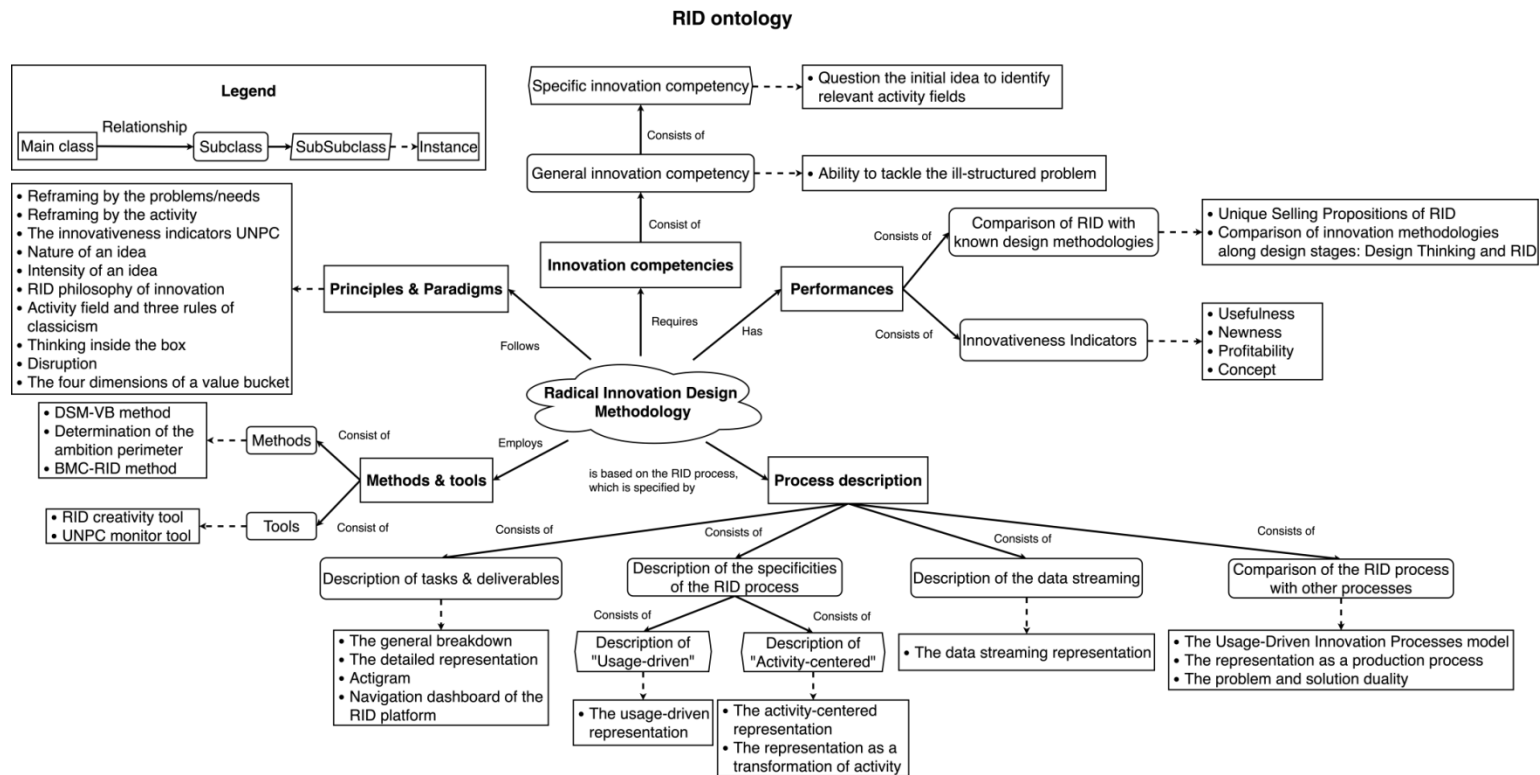 RID ontology
Legend
Relationship
Main class
Subclass
SubSubclass
Instance
Specific innovation competency
• Question the initial idea to identify
relevant activity fields
Consists of
General innovation competency
• Ability to tackle the ill-structured problem
Consist of
Innovation competencies
Requires
• Reframing by the problems/needs
• Reframing by the activity
• The innovativeness indicators UNPC
• Nature of an idea
• Intensity of an idea
• RID philosophy of innovation
• Activity field and three rules of
classicism
• Thinking inside the box
• Disruption
• The four dimensions of a value bucket
Principles & Paradigms
Follows
Performances
Has
Consists of
Comparison of RID with
known design methodologies
• Unique Selling Propositions of RID
• Comparison of innovation methodologies
along design stages: Design Thinking and RID
Consists of
Innovativeness Indicators
• Usefulness
• Newness
• Profitability
• Concept
Radical Innovation Design
Methodology
• DSM-VB method
• Determination of the
ambition perimeter
• BMC-RID method
Methods
Consist of
Employs
Methods & tools
• RID creativity tool
• UNPC monitor tool
Tools
Consist of
is based on the RID process,
which is specified by
Process description
Consists of
Consists of
Consists of
Consists of
Description of tasks & deliverables
• The general breakdown
• The detailed representation
• Actigram
• Navigation dashboard of the
RID platform
Description of the specificities
of the RID process
Consists of
Consists of
Description of
"Usage-driven"
Description of
"Activity-centered"
• The usage-driven
representation
• The activity-centered
representation
• The representation as a
transformation of activity
Description of the data streaming
• The data streaming representation
Comparison of the RID process
with other processes
• The Usage-Driven Innovation Processes model
• The representation as a production process
• The problem and solution duality